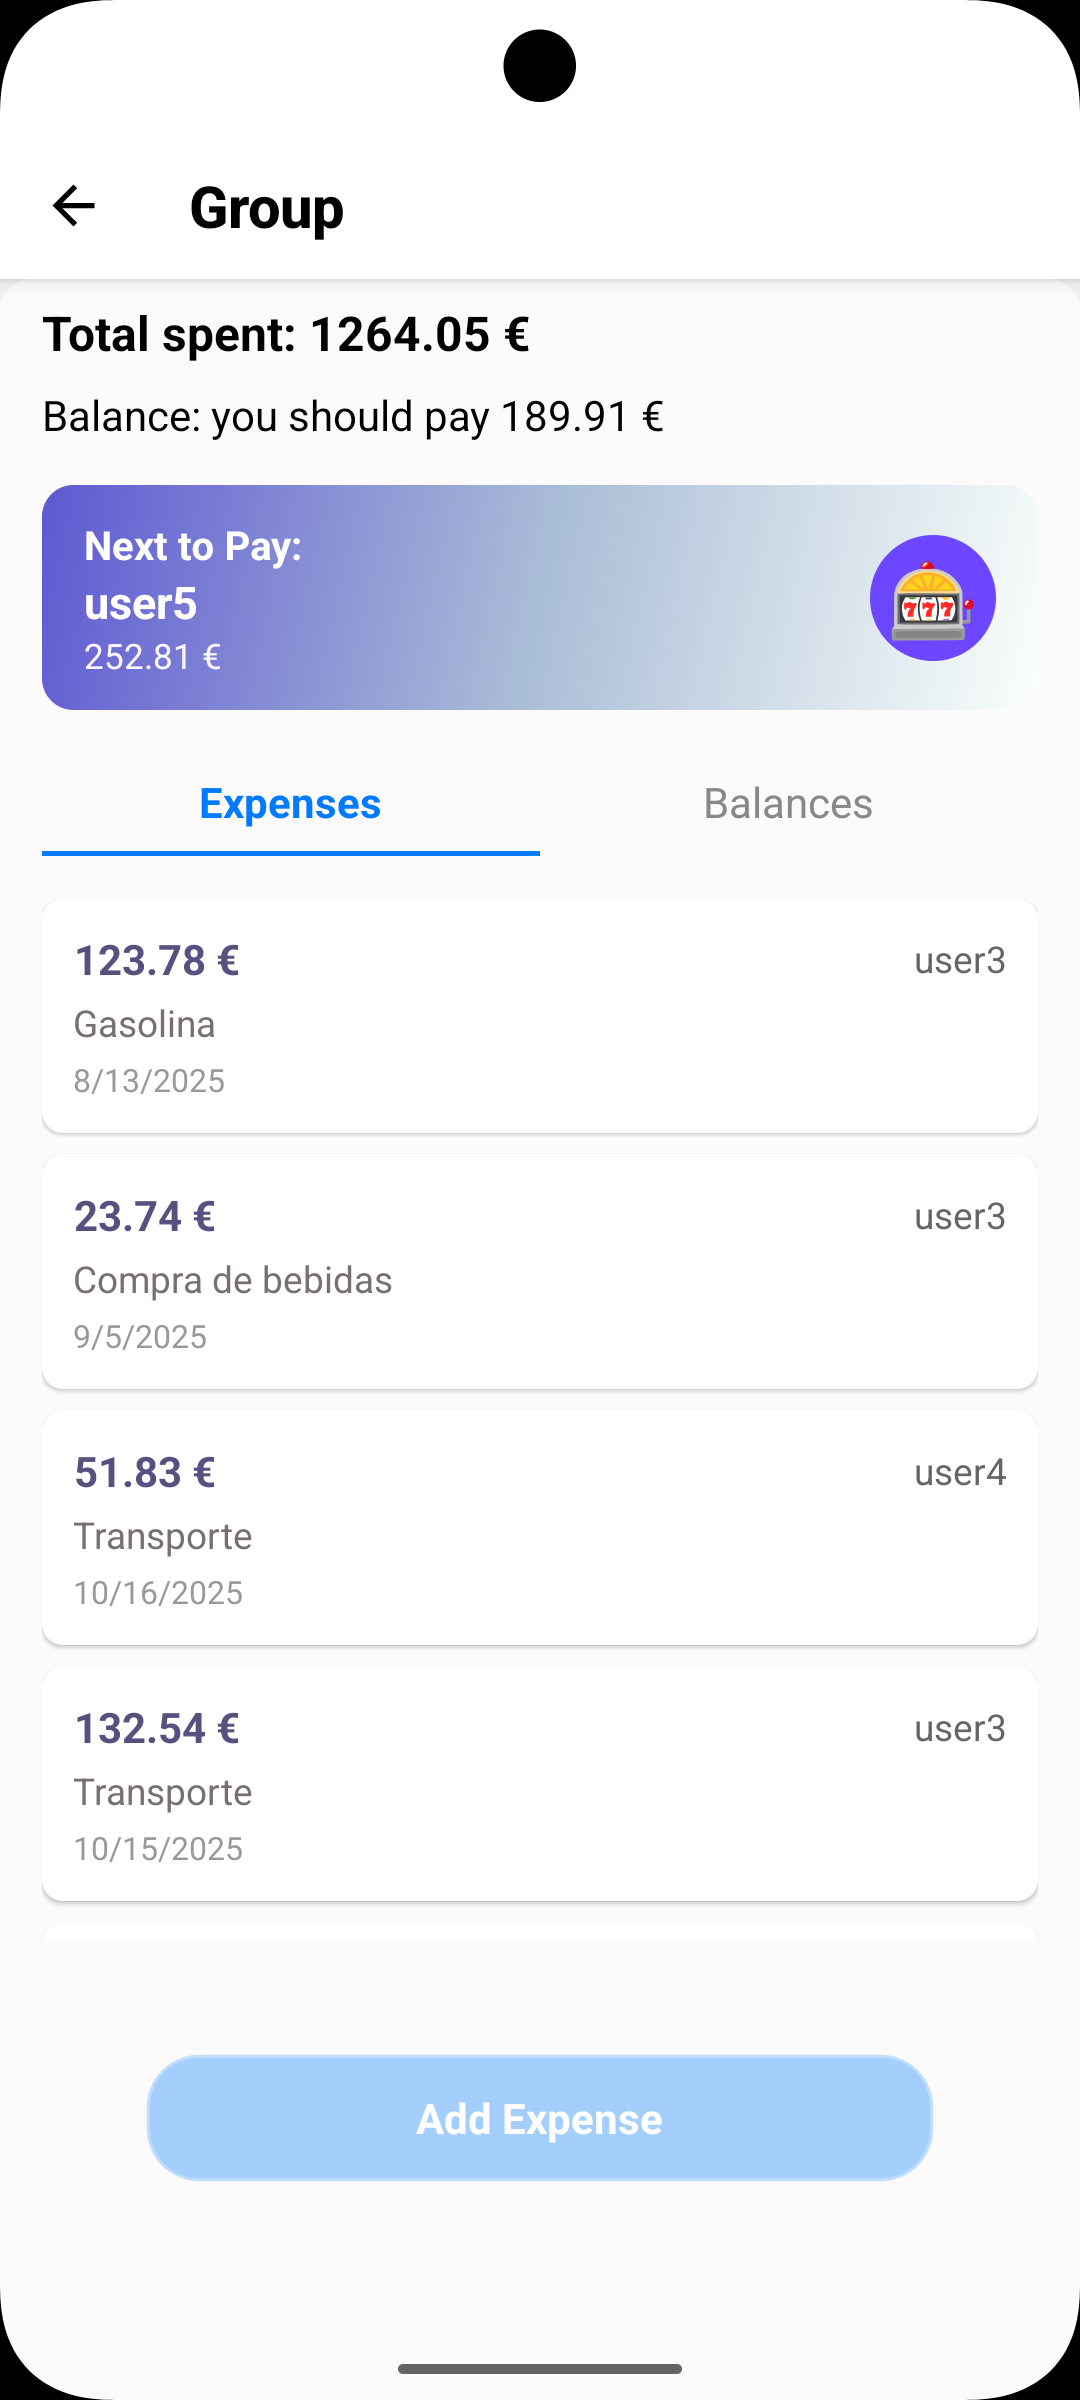 Group
Total spent: 1264.05 €
Balance: you should pay 189.91 €
Next to Pay:
user5
252.81 €
777
Expenses
Balances
123.78 €
user3
Gasolina
8/13/2025
23.74 €
user3
Compra de bebidas
9/5/2025
51.83 €
user4
Transporte
10/16/2025
132.54 €
user3
Transporte
10/15/2025
Add Expense